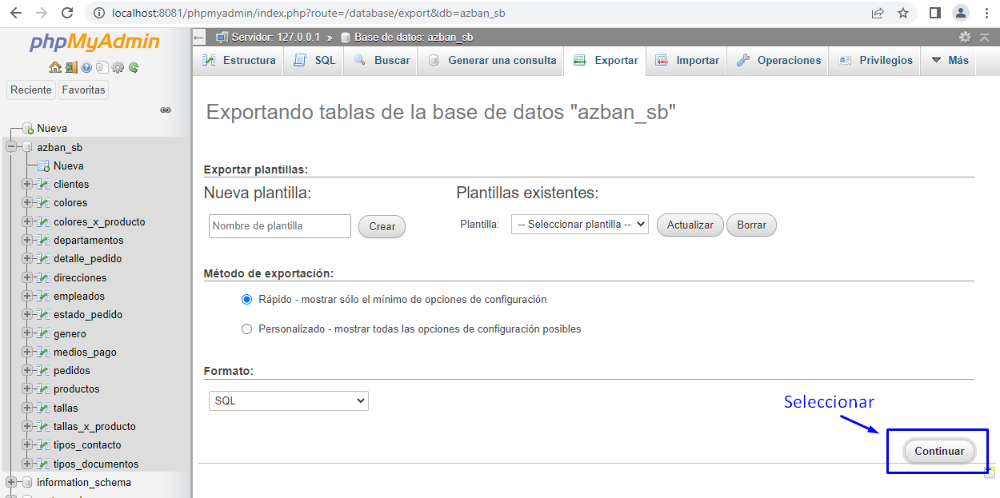 localhost:8081/phpmyadmin/index.php?route=/database/export&db=azban_sb
phpMyAdmin
Reciente Favoritas
Nueva
azban_sb
Nueva
clientes
colores
colores_x_producto
departamentos
detalle_pedido
direcciones
empleados
estado_pedido
genero
medios_pago
pedidos
productos
tallas
tallas_x_producto
tipos_contacto
tipos_documentos
information_schema
Servidor: 127.0.0.1 » Base de datos: azban_sb
Estructura SQL Buscar Generar una consulta Exportar Importar Operaciones Privilegios Más
Exportando tablas de la base de datos "azban_sb"
Exportar plantillas:
Nueva plantilla: Plantillas existentes:
Nombre de plantilla Crear Plantilla: -- Seleccionar plantilla -- Actualizar Borrar
Método de exportación:
Rápido - mostrar sólo el mínimo de opciones de configuración
Personalizado - mostrar todas las opciones de configuración posibles
Formato:
SQL
Seleccionar
Continuar